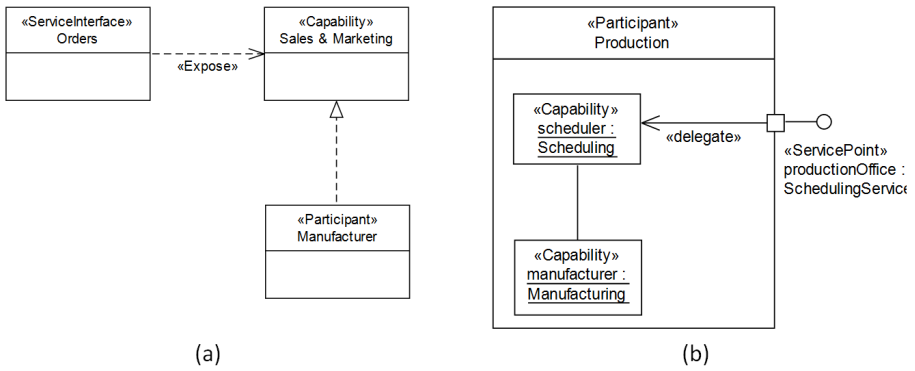 «ServiceInterface»
Orders
«Expose»
«Capability»
Sales & Marketing
«Participant»
Manufacturer
(a)
«Participant»
Production
«Capability»
scheduler :
Scheduling
«delegate»
«ServicePoint»
productionOffice :
SchedulingService
«Capability»
manufacturer :
Manufacturing
(b)